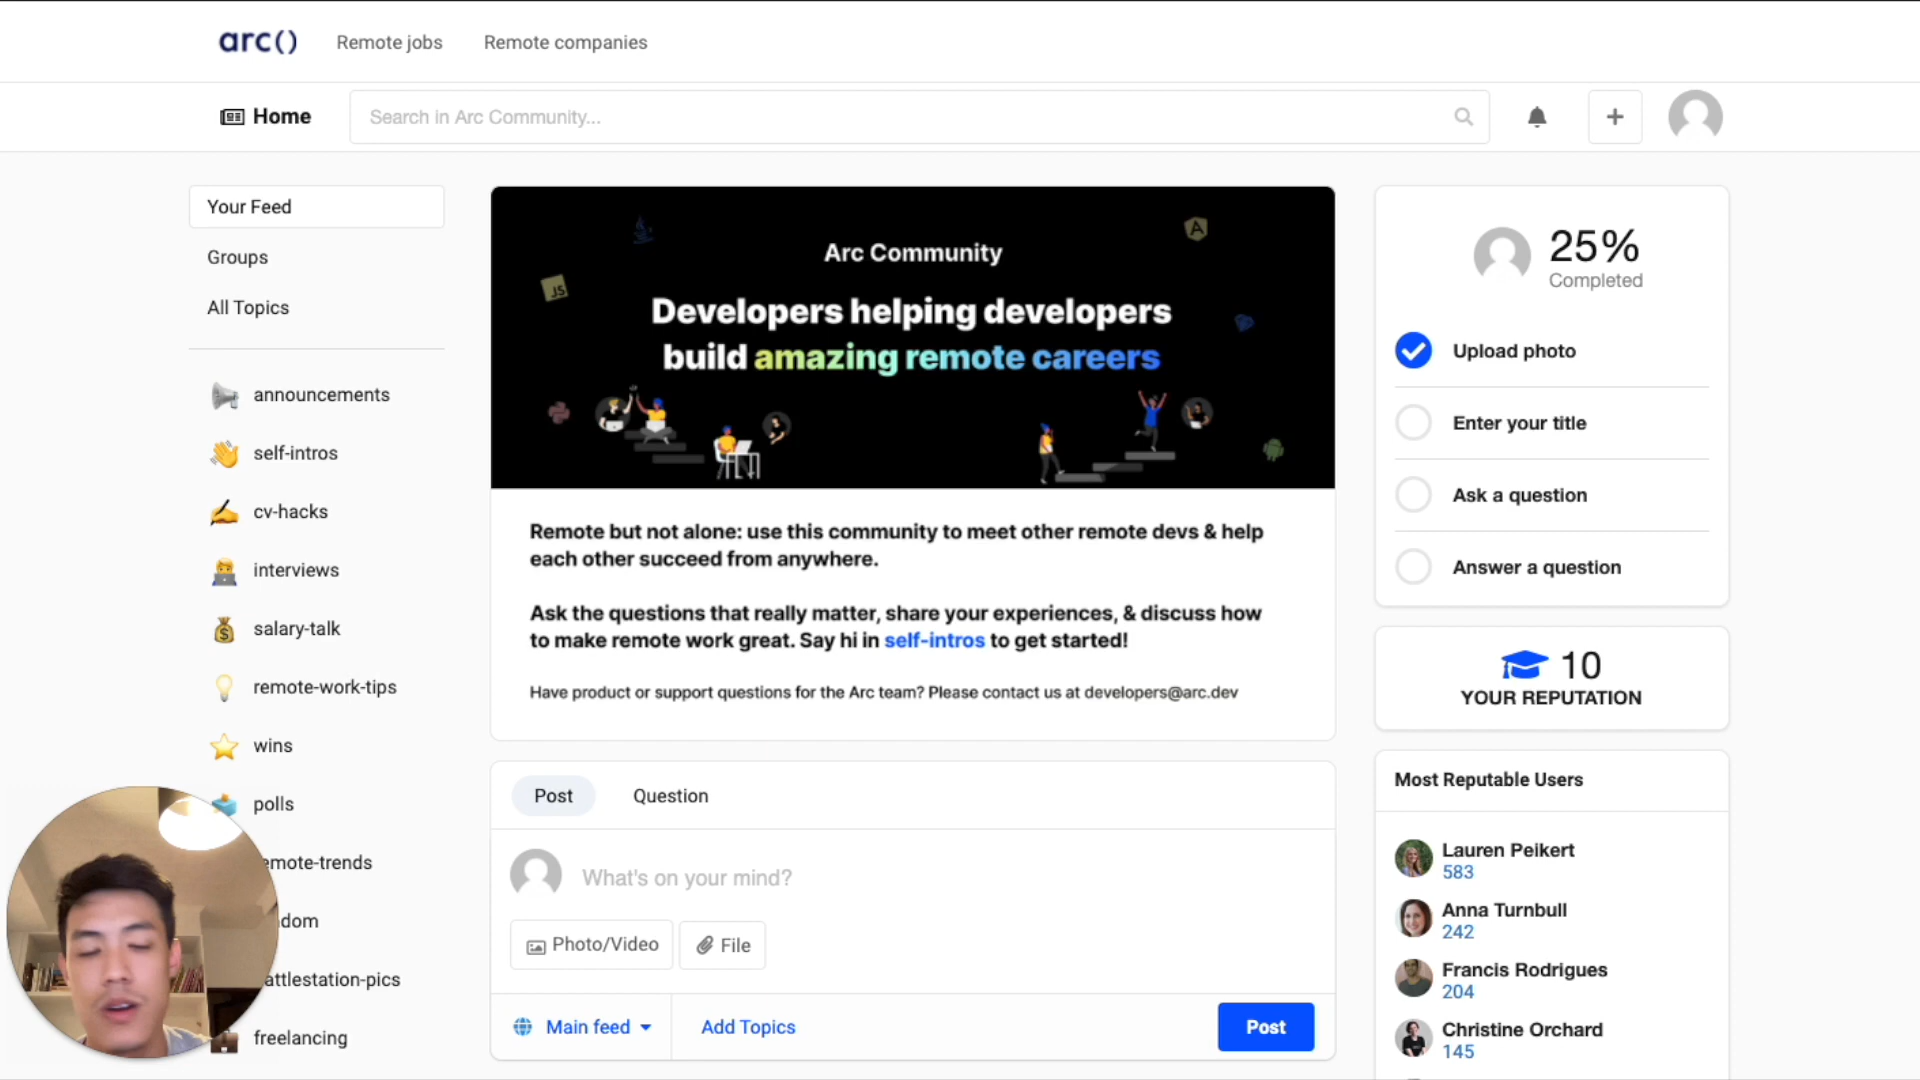 arc()
Remote jobs
Remote companies
Home
Search in Arc Community...
Your Feed
Groups
All Topics
announcements
self-intros
cv-hacks
interviews
salary-talk
remote-work-tips
wins
polls
emote-trends
ndom
attlestation-pics
freelancing
JS
A
Arc Community
Developers helping developers
build amazing remote careers
Remote but not alone: use this community to meet other remote devs & help
each other succeed from anywhere.
Ask the questions that really matter, share your experiences, & discuss how
to make remote work great. Say hi in self-intros to get started!
Have product or support questions for the Arc team? Please contact us at developers@arc.dev
Post
Question
What's on your mind?
Photo/Video
File
Main feed
Add Topics
Post
25%
Completed
Upload photo
Enter your title
Ask a question
Answer a question
10
YOUR REPUTATION
Most Reputable Users
Lauren Peikert
583
Anna Turnbull
242
Francis Rodrigues
204
Christine Orchard
145